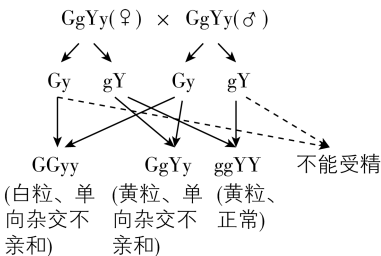 GgYy(♀) × GgYy(♂)
Gy gY Gy gY
GGyy GgYy ggYY 不能受精
(白粒、单 (黄粒、单 (黄粒、
向杂交不 向杂交不 正常)
亲和) 亲和)